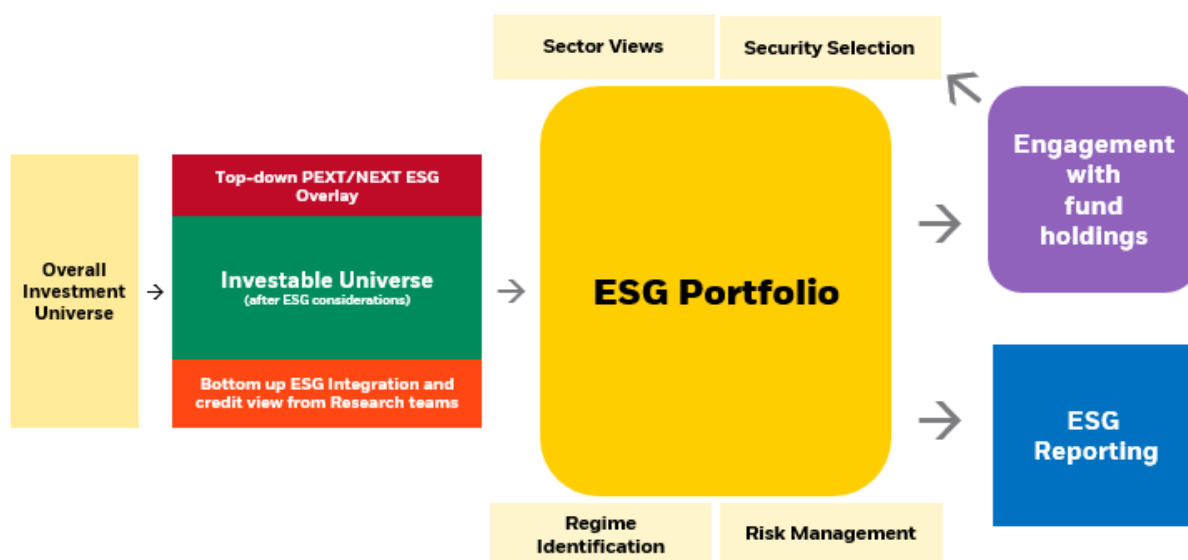 Sector Views
Security Selection
Overall
Investment
Universe
Top-down PEXT/NEXT ESG
Overlay
Investable Universe
(after ESG considerations)
Bottom up ESG Integration and
credit view from Research teams
ESG Portfolio
Engagement
with
fund
holdings
ESG
Reporting
Regime
Identification
Risk Management